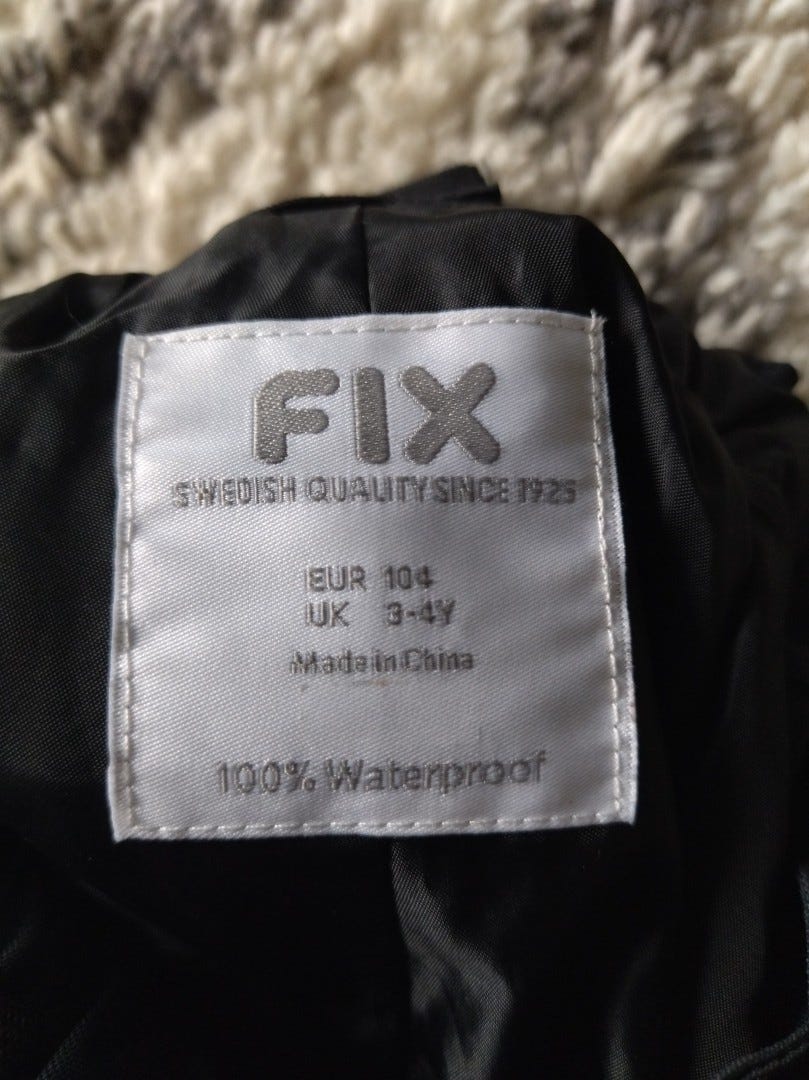 FIX
SWEDISH QUALITY SINCE 1925
EUR 104
UK 3-4Y
Made in China
100% Waterproof